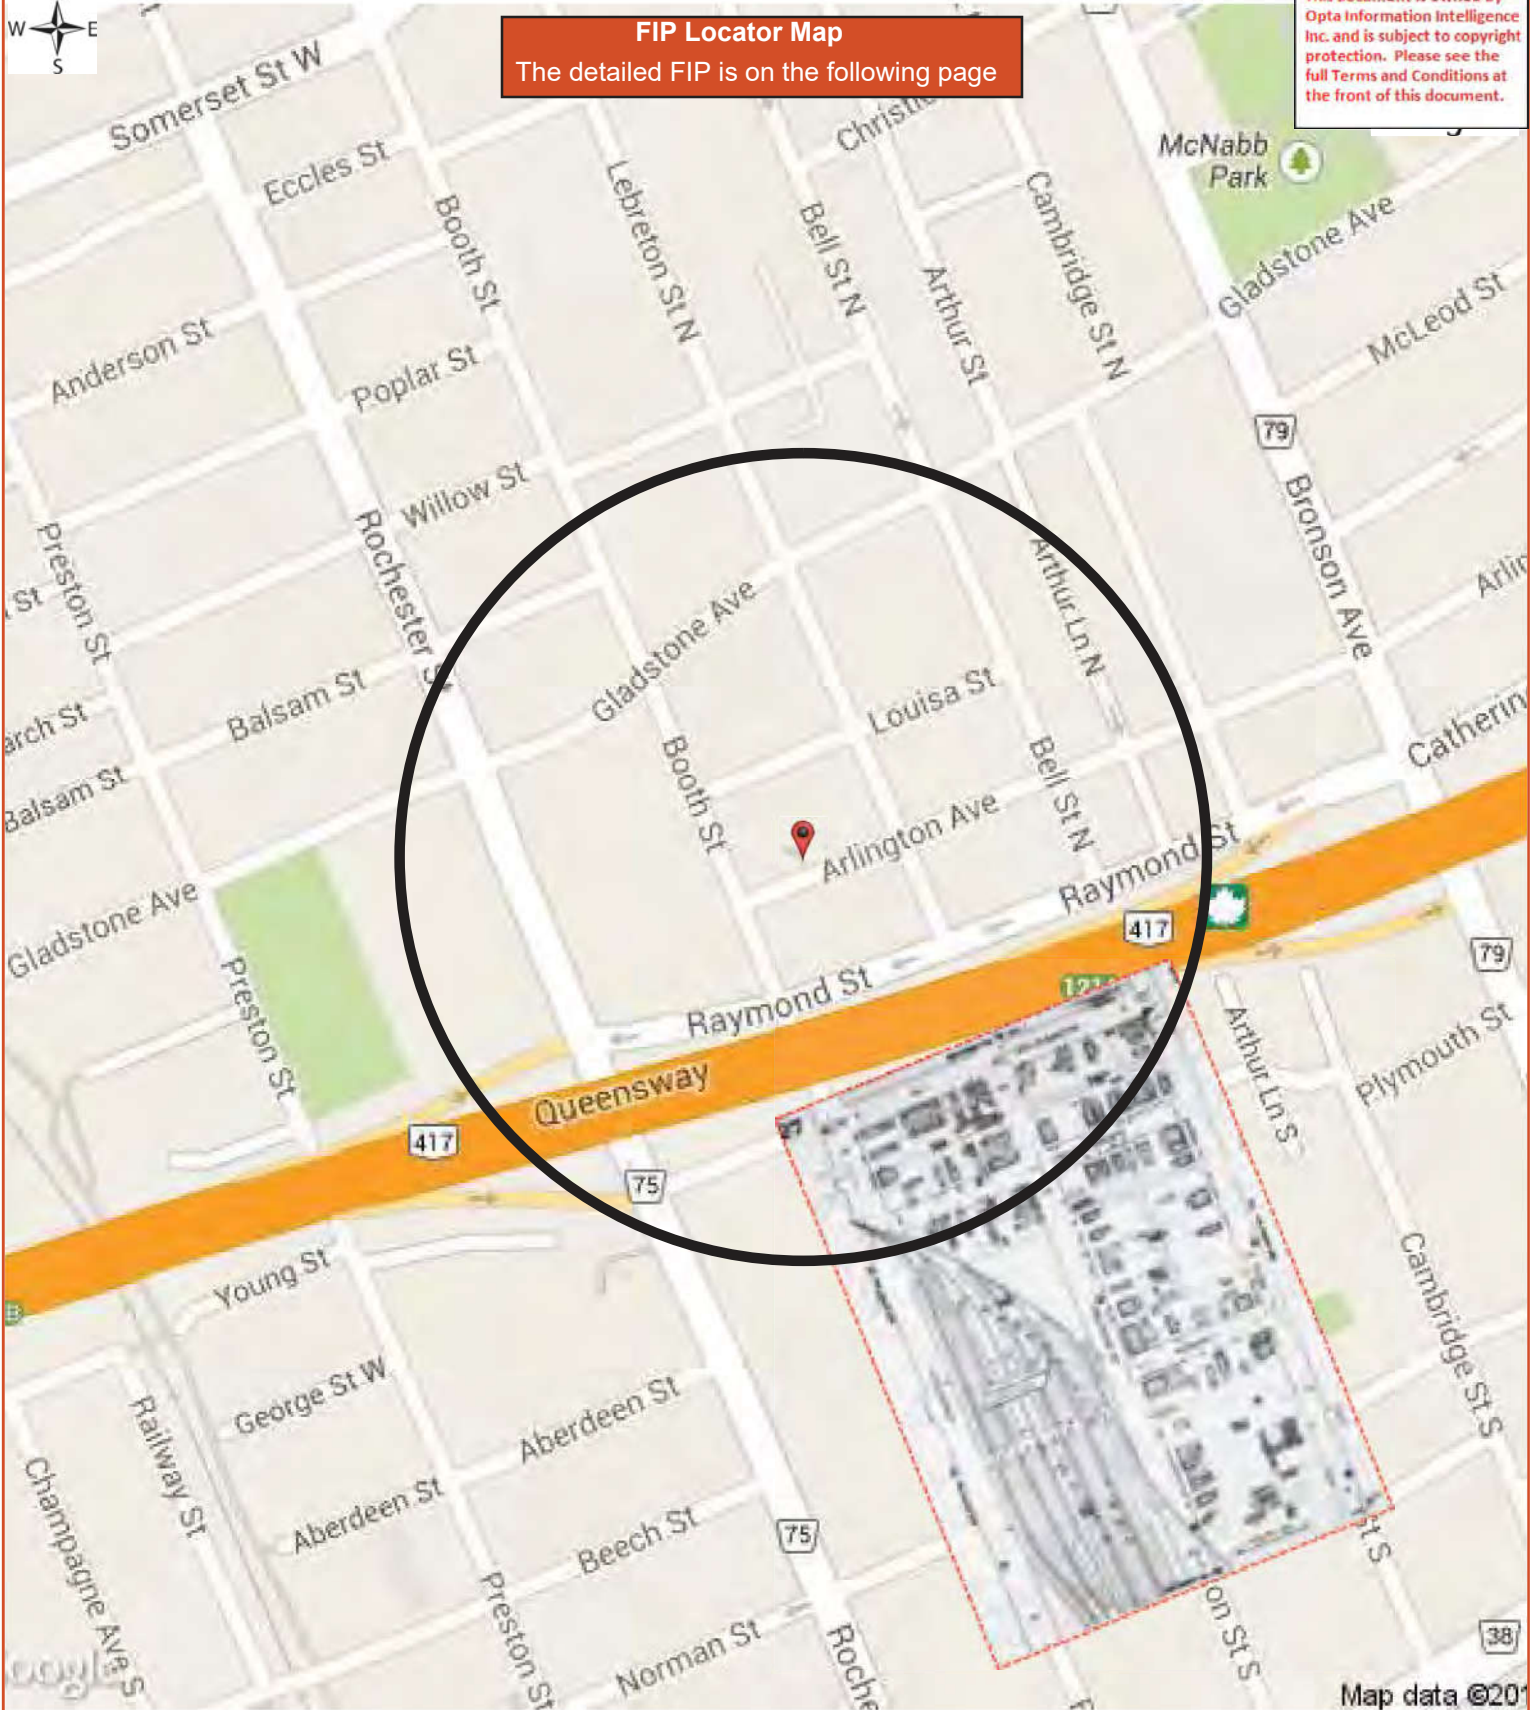 W
E
S
FIP Locator Map
The detailed FIP is on the following page
Opta Information Intelligence
Inc. and is subject to copyright
protection. Please see the
full Terms and Conditions at
the front of this document.
Somerset St W
Eccles St
McNabb
Park
Booth St
Lebreton St N
Bell St N
Arthur St
Cambridge St N
Gladstone Ave
McLeod St
Anderson St
Poplar St
79
Willow St
Preston St
Rochester St
Bronson Ave
St
Arthur Ln N
Gladstone Ave
Balsam St
Louisa St
Booth St
Bell St N
Balsam St
Arlington Ave
Raymond St
417
79
Gladstone Ave
Preston St
Raymond St
Arthur Ln S
Plymouth St
Queensway
417
75
Young St
Cambridge St S
George St W
Aberdeen St
Railway St
Champagne Ave S
Aberdeen St
Beech St
75
Preston St
Norman St
St S
38
Map data ©201